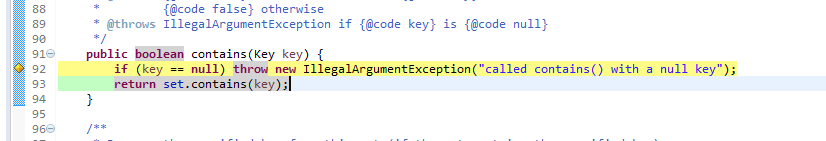 88 * {@code false} otherwise
89 * @throws IllegalArgumentException if {@code key} is {@code null}
90 */
91 public boolean contains(Key key) {
92 if (key == null) throw new IllegalArgumentException("called contains() with a null key");
93 return set.contains(key);
94 }
95
96 /**